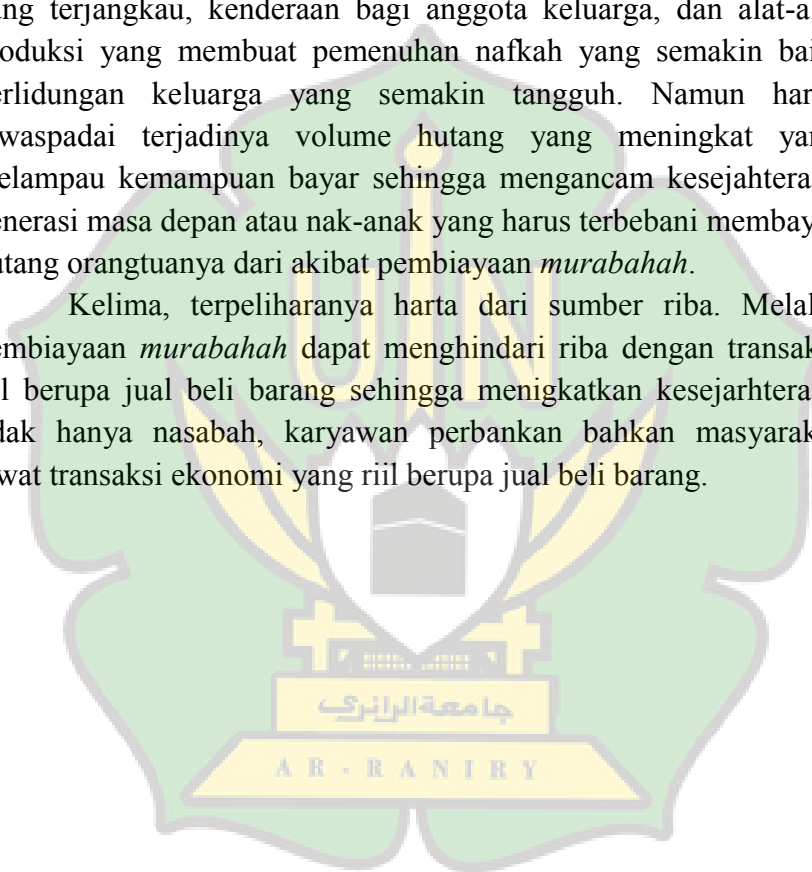 ang terjangkau, kenderaan bagi anggota keluarga, dan alat-a
oduksi yang membuat pemenuhan nafkah yang semakin bai
erlidungan keluarga yang semakin tangguh. Namun har
waspadai terjadinya volume hutang yang meningkat yan
elampau kemampuan bayar sehingga mengancam kesejahtera
enerasi masa depan atau nak-anak yang harus terbebani membay
utang orangtuanya dari akibat pembiayaan murabahah.
Kelima, terpeliharanya harta dari sumber riba. Melal
embiayaan murabahah dapat menghindari riba dengan transak
il berupa jual beli barang sehingga menigkatkan kesejarhtera
dak hanya nasabah, karyawan perbankan bahkan masyarak
wat transaksi ekonomi yang riil berupa jual beli barang.
UIN
جامعة الرانري
AR-RANIRY